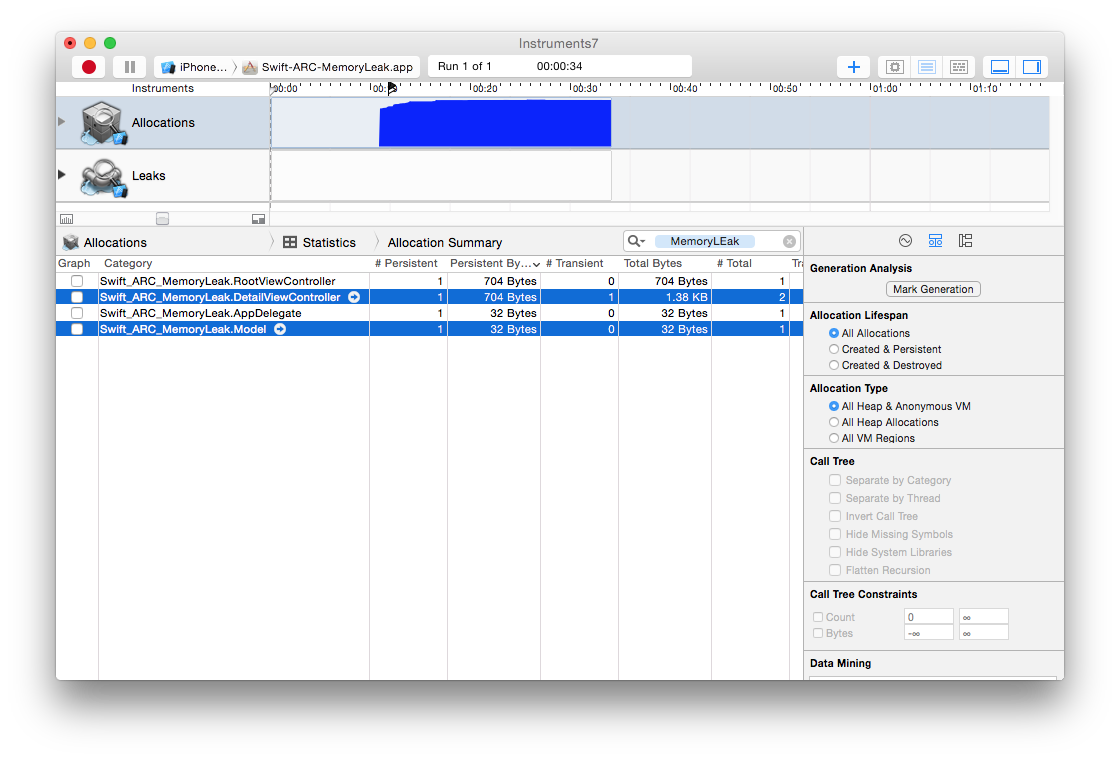 Instruments7
iPhone... Swift-ARC-MemoryLeak.app Run 1 of 1 00:00:34
Instruments 00:00 00:20 00:30 00:40 00:50 01:00 01:10
Allocations
Leaks
Allocations Statistics Allocation Summary MemoryLEak
Graph Category # Persistent Persistent By... # Transient Total Bytes # Total Tra
Swift_ARC_MemoryLeak.RootViewController 1 704 Bytes 0 704 Bytes 1
Swift_ARC_MemoryLeak.DetailViewController 1 704 Bytes 1 1.38 KB 2
Swift_ARC_MemoryLeak.AppDelegate 1 32 Bytes 0 32 Bytes 1
Swift_ARC_MemoryLeak.Model 1 32 Bytes 0 32 Bytes 1
Generation Analysis
Mark Generation
Allocation Lifespan
All Allocations
Created & Persistent
Created & Destroyed
Allocation Type
All Heap & Anonymous VM
All Heap Allocations
All VM Regions
Call Tree
Separate by Category
Separate by Thread
Invert Call Tree
Hide Missing Symbols
Hide System Libraries
Flatten Recursion
Call Tree Constraints
Count 0 ∞
Bytes -∞ ∞
Data Mining